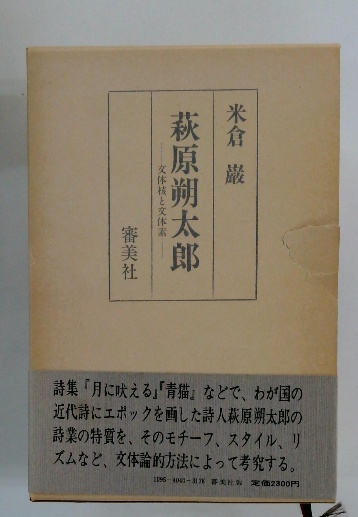 米倉 巌
萩原朔太郎
──文体核と文体素──
審美社
詩集『月に吠える』『青猫』などで、わが国の
近代詩にエポックを画した詩人萩原朔太郎の
詩業の特質を、そのモチーフ、スタイル、リ
ズムなど、文体論的方法によって考究する。
審美社版 定価2300円